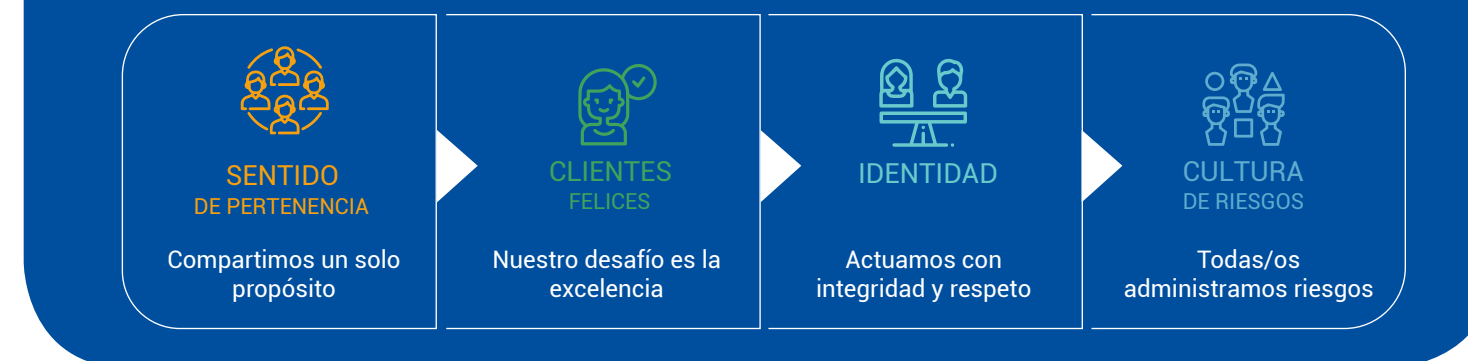 SENTIDO
DE PERTENENCIA
Compartimos un solo
propósito
CLIENTES
FELICES
Nuestro desafío es la
excelencia
IDENTIDAD
Actuamos con
integridad y respeto
CULTURA
DE RIESGOS
Todas/os
administramos riesgos